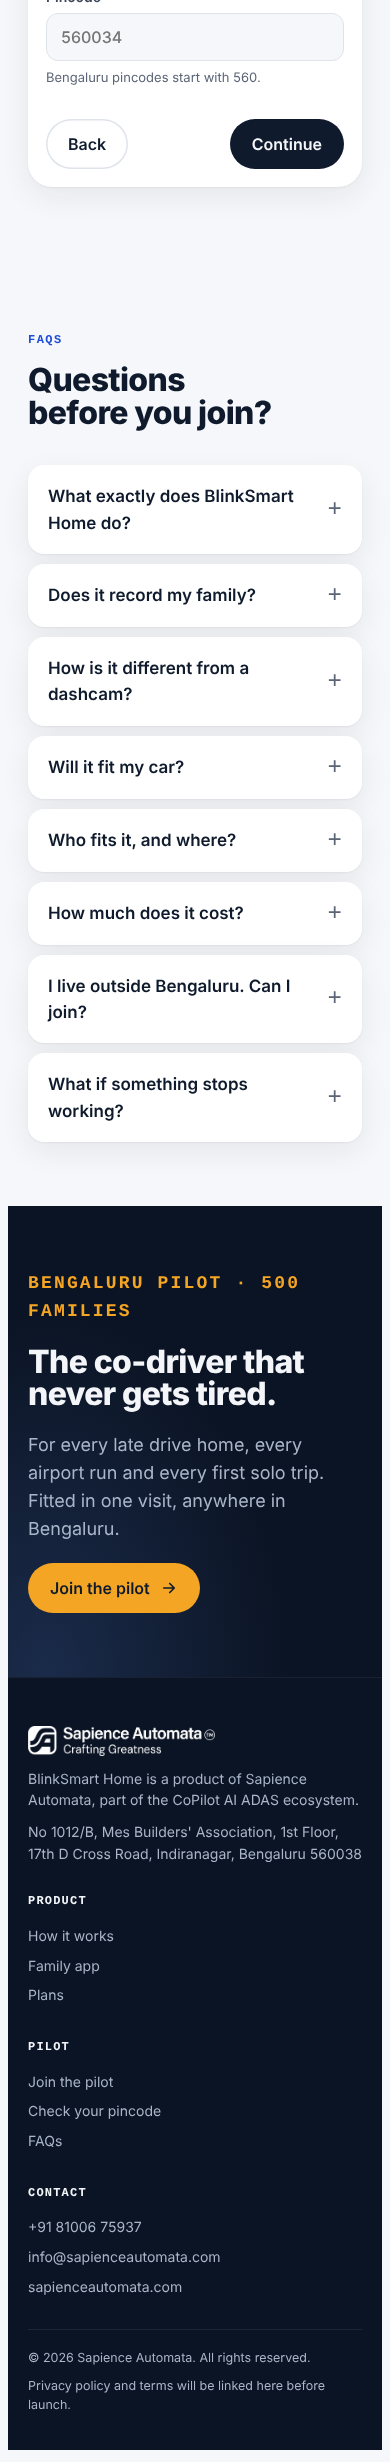 560034
Bengaluru pincodes start with 560.
Back
Continue
FAQS
Questions
before you join?
What exactly does BlinkSmart
Home do?
+
Does it record my family?
+
How is it different from a
dashcam?
+
Will it fit my car?
+
Who fits it, and where?
+
How much does it cost?
+
I live outside Bengaluru. Can I
join?
+
What if something stops
working?
+
BENGALURU PILOT · 500
FAMILIES
The co-driver that
never gets tired.
For every late drive home, every
airport run and every first solo trip.
Fitted in one visit, anywhere in
Bengaluru.
Join the pilot →
Sapience Automata™
Crafting Greatness
BlinkSmart Home is a product of Sapience
Automata, part of the CoPilot AI ADAS ecosystem.
No 1012/B, Mes Builders' Association, 1st Floor,
17th D Cross Road, Indiranagar, Bengaluru 560038
PRODUCT
How it works
Family app
Plans
PILOT
Join the pilot
Check your pincode
FAQs
CONTACT
+91 81006 75937
info@sapienceautomata.com
sapienceautomata.com
© 2026 Sapience Automata. All rights reserved.
Privacy policy and terms will be linked here before
launch.